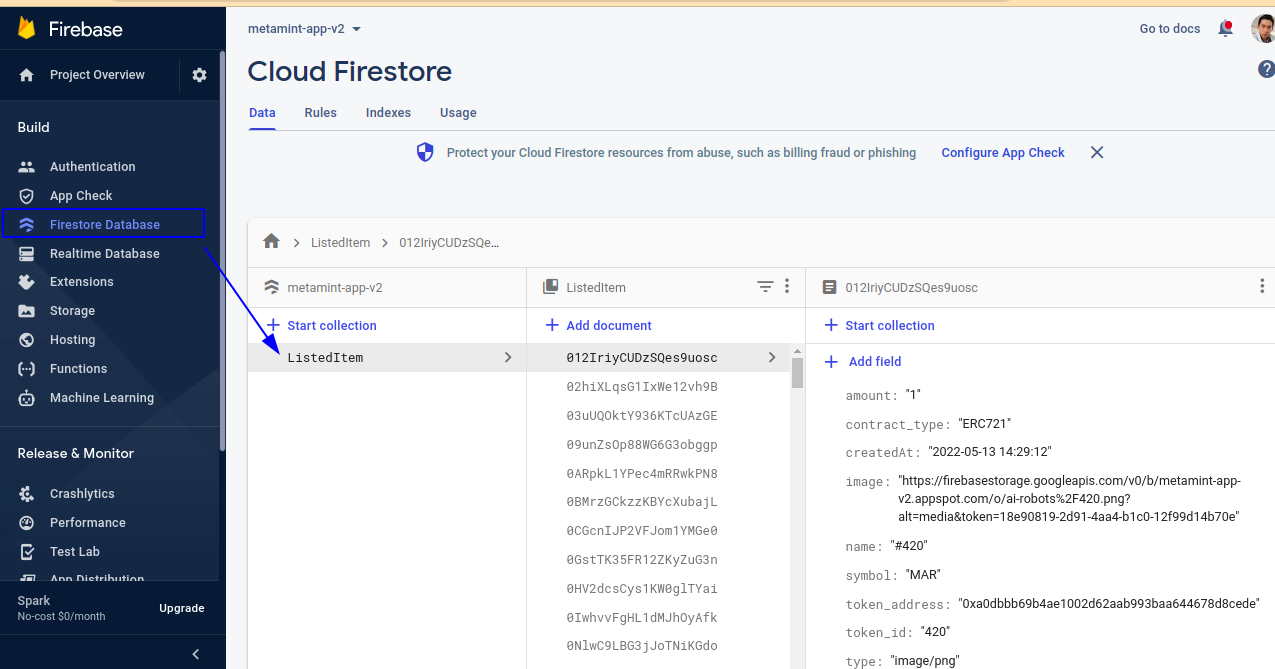 Firebase
Project Overview
Build
Authentication
App Check
Firestore Database
Realtime Database
Extensions
Storage
Hosting
Functions
Machine Learning
Release & Monitor
Crashlytics
Performance
Test Lab
App Distribution
Spark
No-cost $0/month
Upgrade
metamint-app-v2
Go to docs
Cloud Firestore
?
Data Rules Indexes Usage
Protect your Cloud Firestore resources from abuse, such as billing fraud or phishing Configure App Check
ListedItem > 012IriyCUDzSQe...
metamint-app-v2
Start collection
ListedItem
ListedItem
Add document
012IriyCUDzSQes9uosc
02hiXLqsG1IxWe12vh9B
03uUQOktY936KTcUAzGE
09unZsOp88WG6G3obggp
0ARpkL1YPec4mRRwkPN8
0BMrzGCkzzKBYcXubajL
0CGcnIJP2VFJom1YMGe0
0GstTK35FR12ZKyZuG3n
0HV2dcsCys1KW0glTYai
0IwhvvFgHL1dMJhOyAfk
0NlwC9LBG3jJoTNiKGdo
012IriyCUDzSQes9uosc
Start collection
Add field
amount: "1"
contract_type: "ERC721"
createdAt: "2022-05-13 14:29:12"
image: "https://firebasestorage.googleapis.com/v0/b/metamint-app-
v2.appspot.com/o/ai-robots%2F420.png?
alt=media&token=18e90819-2d91-4aa4-b1c0-12f99d14b70e"
name: "#420"
symbol: "MAR"
token_address: "0xa0dbbb69b4ae1002d62aab993baa644678d8cede"
token_id: "420"
type: "image/png"